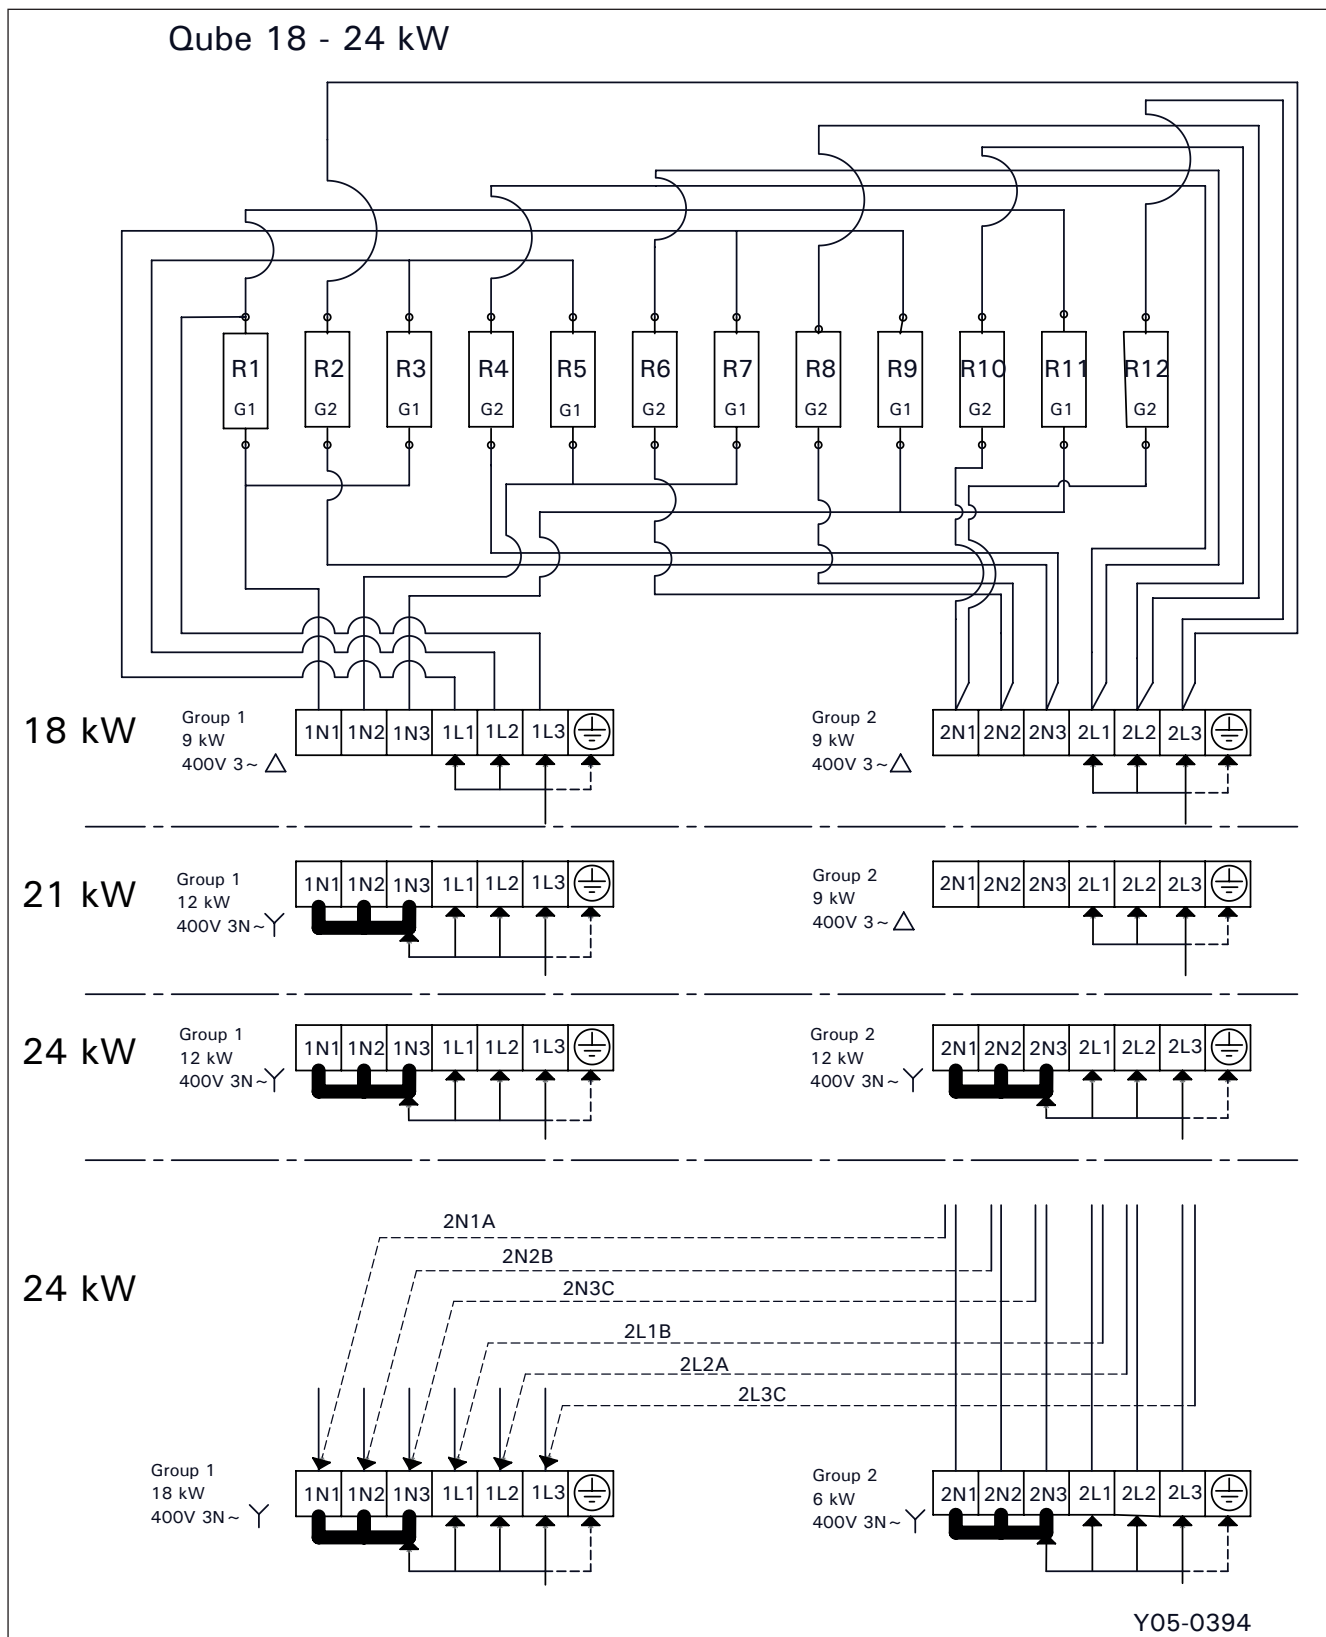 Qube 18 - 24 kW
R1 R2 R3 R4 R5 R6 R7 R8 R9 R10 R11 R12
G1 G2 G1 G2 G1 G2 G1 G2 G1 G2 G1 G2
18 kW
Group 1
9 kW
400V 3~
1N1 1N2 1N3 1L1 1L2 1L3
Group 2
9 kW
400V 3~
2N1 2N2 2N3 2L1 2L2 2L3
21 kW
Group 1
12 kW
400V 3N~
1N1 1N2 1N3 1L1 1L2 1L3
Group 2
9 kW
400V 3~
2N1 2N2 2N3 2L1 2L2 2L3
24 kW
Group 1
12 kW
400V 3N~
1N1 1N2 1N3 1L1 1L2 1L3
Group 2
12 kW
400V 3N~
2N1 2N2 2N3 2L1 2L2 2L3
24 kW
2N1A
2N2B
2N3C
2L1B
2L2A
2L3C
Group 1
18 kW
400V 3N~
1N1 1N2 1N3 1L1 1L2 1L3
Group 2
6 kW
400V 3N~
2N1 2N2 2N3 2L1 2L2 2L3
Y05-0394